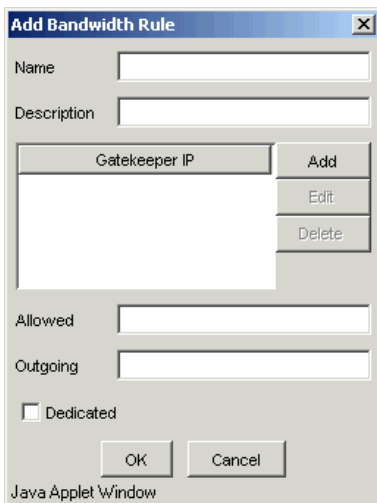 Add Bandwidth Rule
Name
Description
Gatekeeper IP
Add
Edit
Delete
Allowed
Outgoing
Dedicated
OK Cancel
Java Applet Window